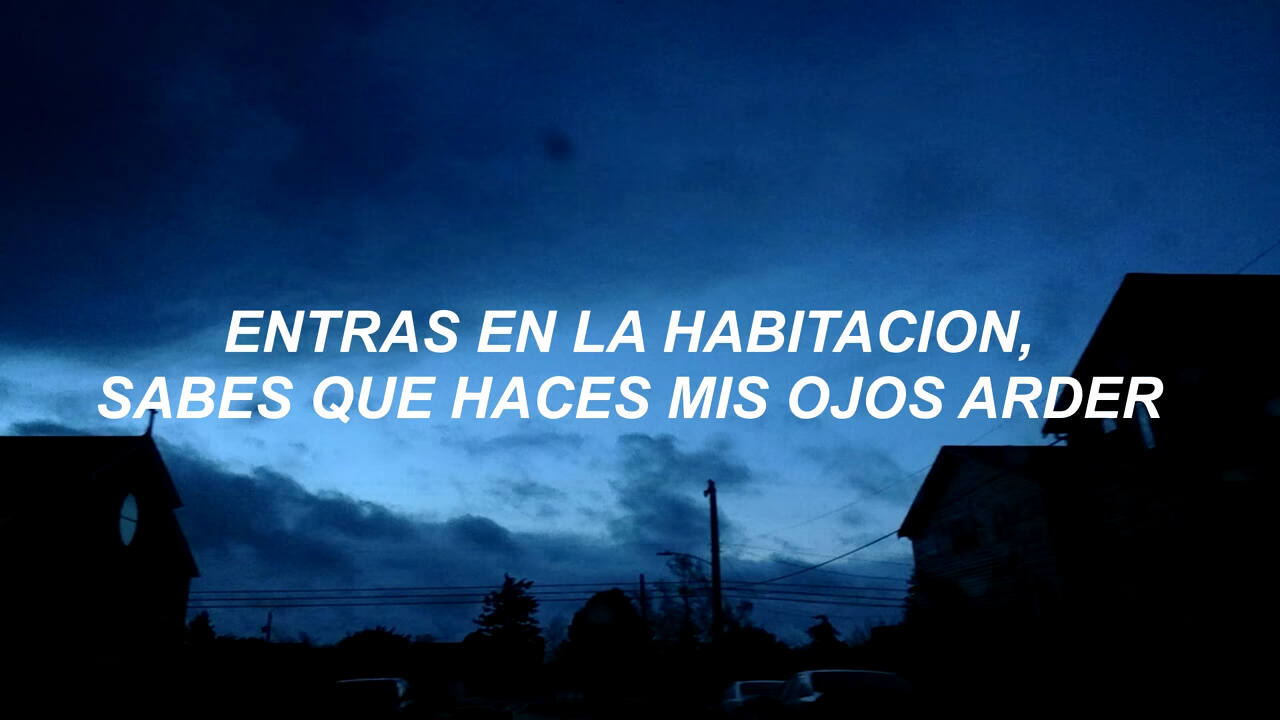 ENTRAS EN LA HABITACION,
SABES QUE HACES MIS OJOS ARDER